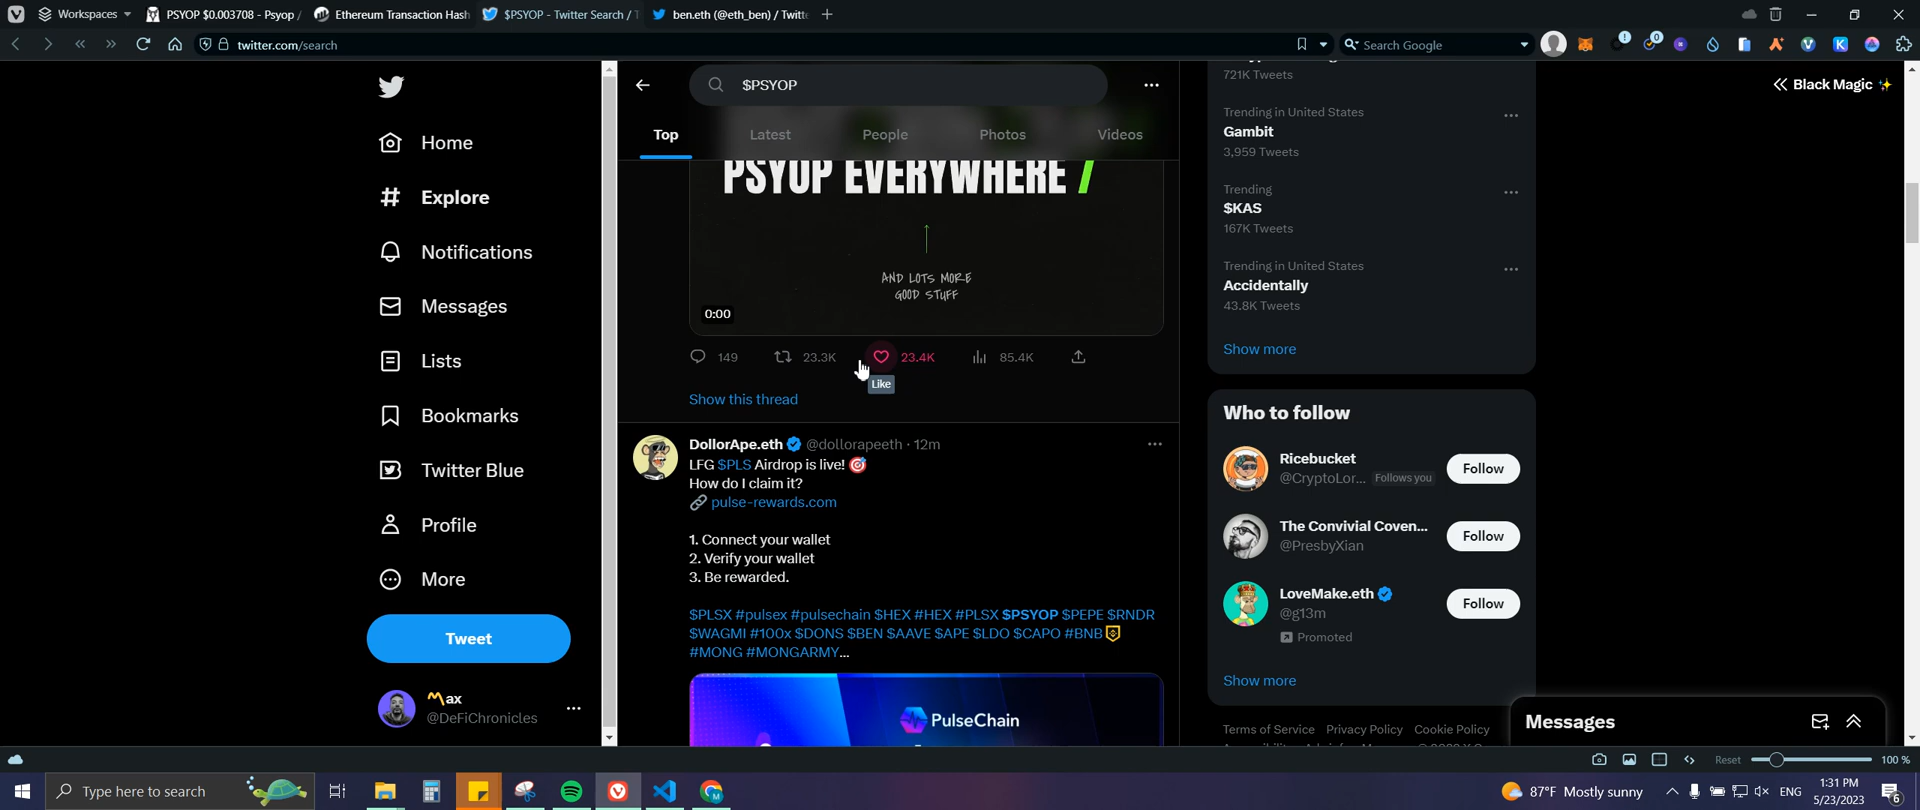 Workspaces
PSYOP $0.003708 - Psyop /
Ethereum Transaction Hash
$PSYOP - Twitter Search / T
ben.eth (@eth_ben) / Twitte
twitter.com/search
Search Google
Home
Explore
Notifications
Messages
Lists
Bookmarks
Twitter Blue
Profile
More
Tweet
Max
@DeFiChronicles
$PSYOP
Top
Latest
People
Photos
Videos
PSYOP EVERYWHERE /
AND LOTS MORE
GOOD STUFF
0:00
149
23.3K
23.4K
85.4K
Like
Show this thread
DollorApe.eth @dollorapeeth · 12m
LFG $PLS Airdrop is live! 🎯
How do I claim it?
🔗 pulse-rewards.com
1. Connect your wallet
2. Verify your wallet
3. Be rewarded.
$PLSX #pulsex #pulsechain $HEX #HEX #PLSX $PSYOP $PEPE $RNDR
$WAGMI #100x $DONS $BEN $AAVE $APE $LDO $CAPO #BNB
#MONG #MONGARMY...
PulseChain
721K Tweets
Trending in United States
Gambit
3,959 Tweets
Trending
$KAS
167K Tweets
Trending in United States
Accidentally
43.8K Tweets
Show more
Who to follow
Ricebucket
@CryptoLor... Follows you
Follow
The Convivial Coven...
@PresbyXian
Follow
LoveMake.eth
@g13m
Promoted
Follow
Show more
Terms of Service Privacy Policy Cookie Policy
Black Magic ✨
Messages
Reset
100 %
Type here to search
87°F Mostly sunny
ENG
1:31 PM
5/23/2023
6